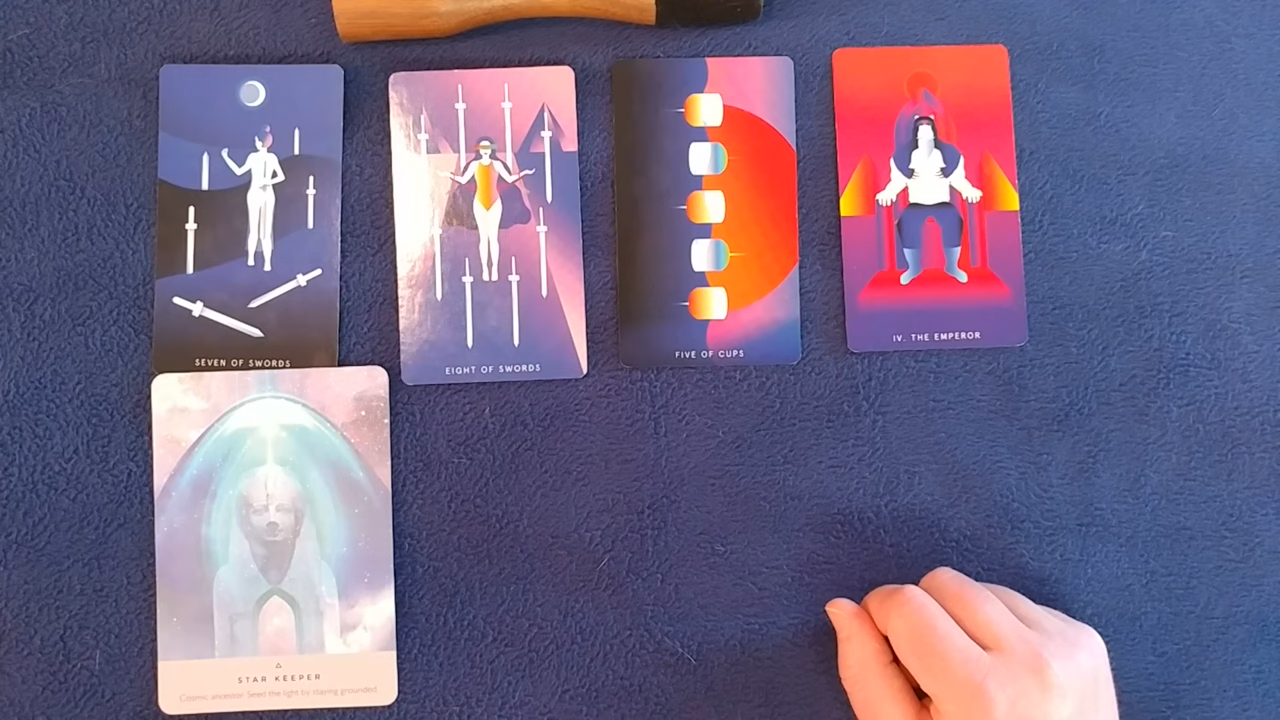 SEVEN OF SWORDS
EIGHT OF SWORDS
FIVE OF CUPS
IV. THE EMPEROR
STAR KEEPER
Cosmic ancestor. Seed the light by staying grounded.